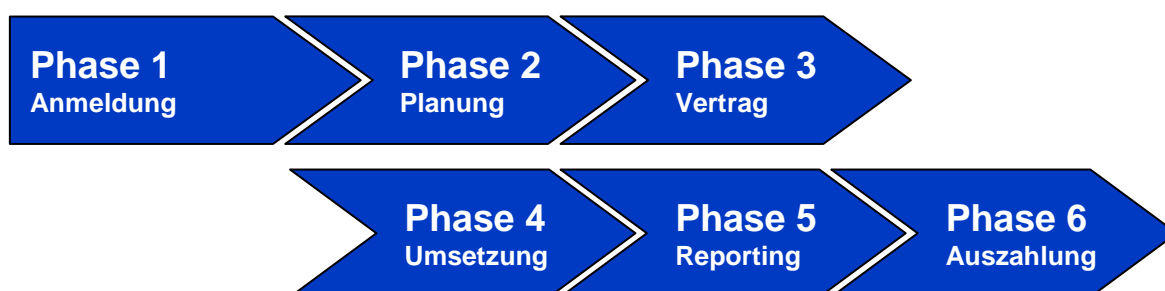 Phase 1
Anmeldung
Phase 2
Planung
Phase 3
Vertrag
Phase 4
Umsetzung
Phase 5
Reporting
Phase 6
Auszahlung